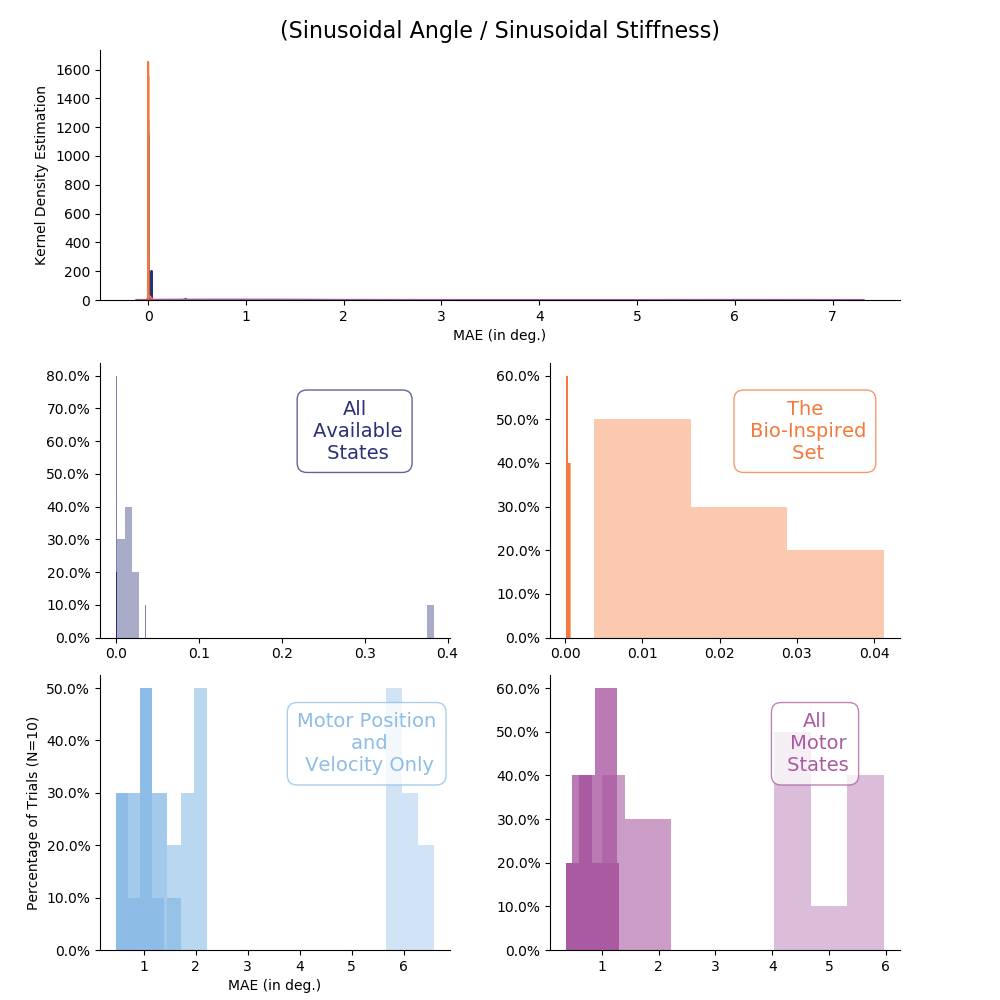 (Sinusoidal Angle / Sinusoidal Stiffness)
Kernel Density Estimation
1600
1400
1200
1000
800
600
400
200
0
0 1 2 3 4 5 6 7
MAE (in deg.)
80.0%
70.0%
60.0%
50.0%
40.0%
30.0%
20.0%
10.0%
0.0%
All
Available
States
0.0 0.1 0.2 0.3 0.4
60.0%
50.0%
40.0%
30.0%
20.0%
10.0%
0.0%
The
Bio-Inspired
Set
0.00 0.01 0.02 0.03 0.04
Percentage of Trials (N=10)
50.0%
40.0%
30.0%
20.0%
10.0%
0.0%
Motor Position
and
Velocity Only
1 2 3 4 5 6
MAE (in deg.)
60.0%
50.0%
40.0%
30.0%
20.0%
10.0%
0.0%
All
Motor
States
1 2 3 4 5 6